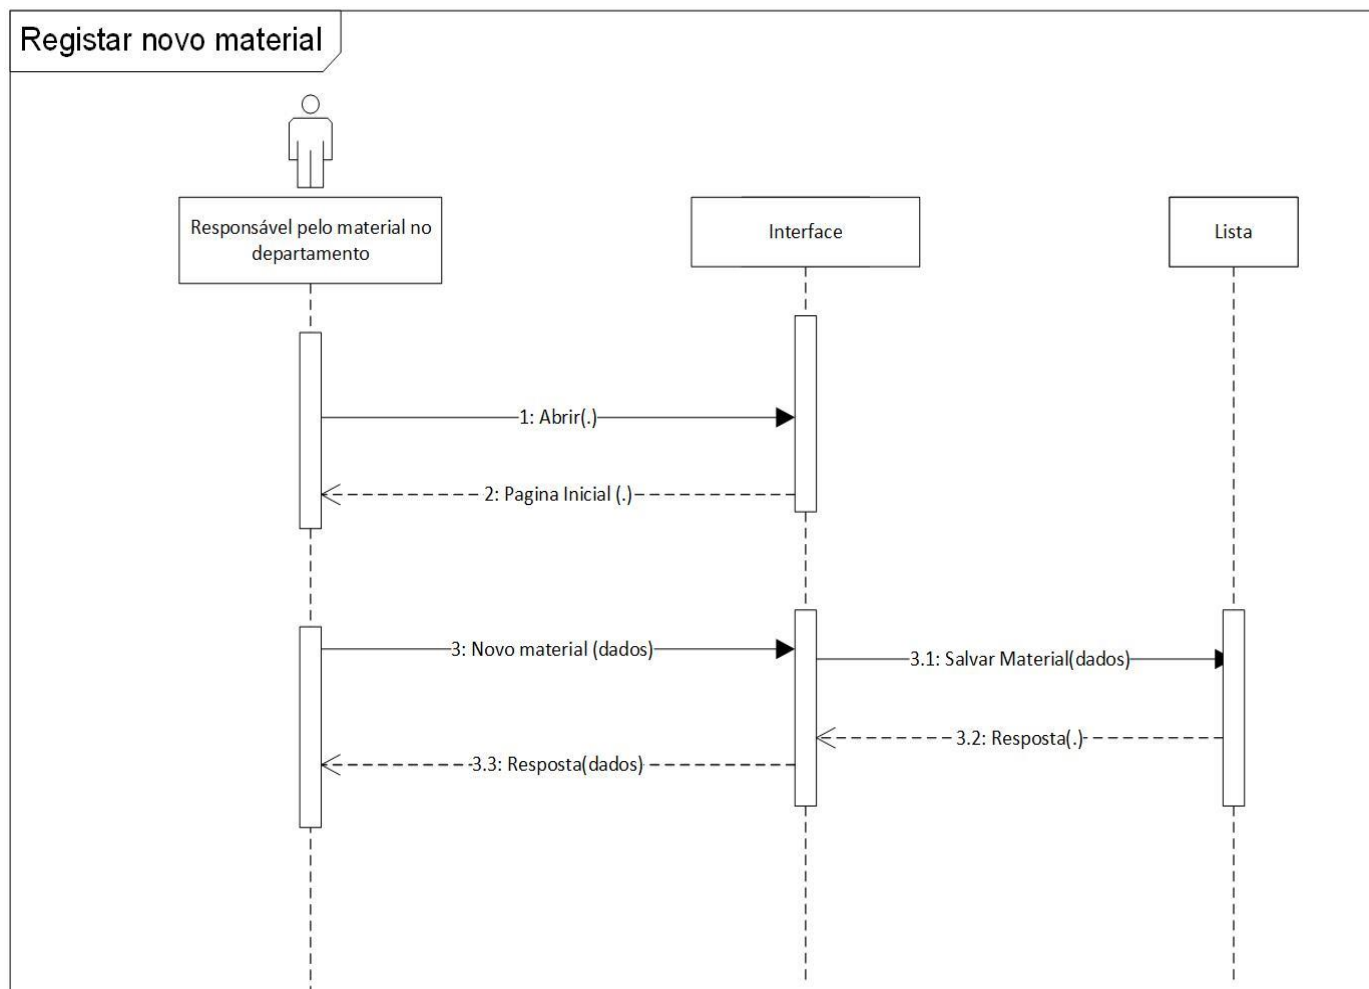 Registar novo material
Responsável pelo material no
departamento
Interface
Lista
1: Abrir(.)
2: Pagina Inicial (.)
3: Novo material (dados)
3.1: Salvar Material(dados)
3.2: Resposta(.)
3.3: Resposta(dados)